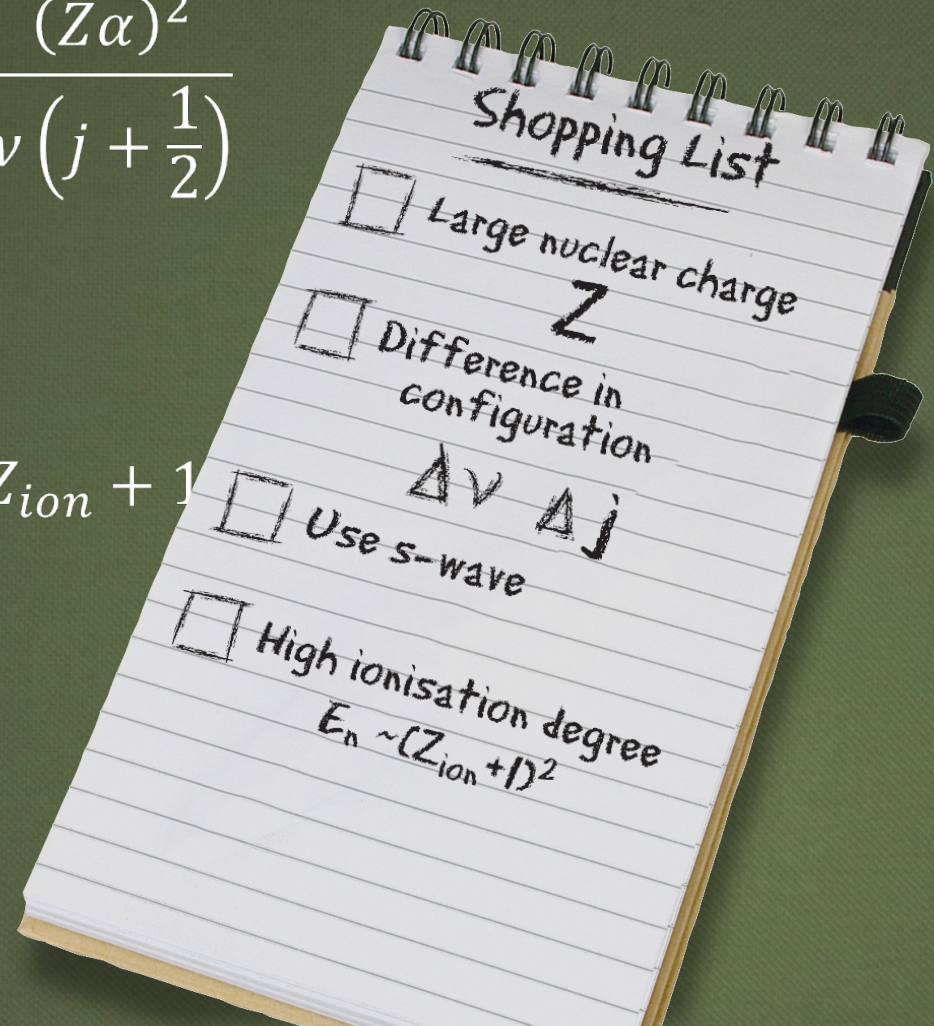 (Zα)²
ν(j + 1/2)
Z_ion + 1
Shopping List
☐ Large nuclear charge
Z
☐ Difference in
configuration
Δν Δj
☐ Use s-wave
☐ High ionisation degree
E_n ~(Z_ion +1)²